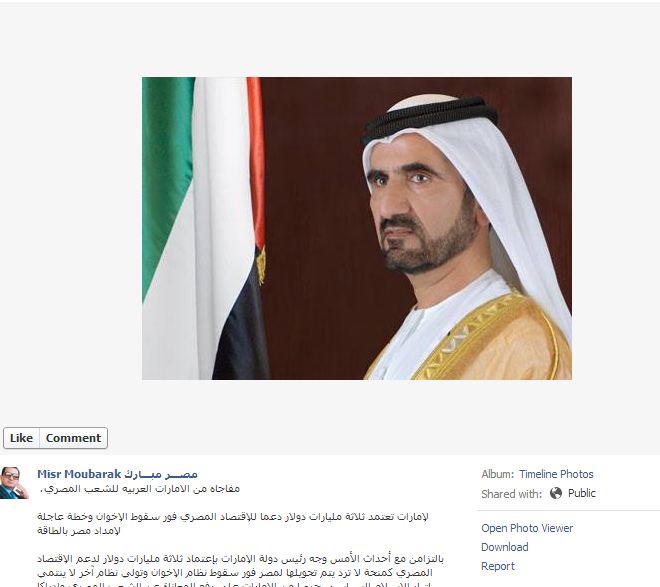 Like Comment
Misr Moubarak مصـــر مبـــارك
مفاجاه من الامارات العربيه للشعب المصري،
لإمارات تعتمد ثلاثة مليارات دولار دعما للإقتصاد المصري فور سقوط الإخوان وخطة عاجلة
لإمداد مصر بالطاقة
بالتزامن مع أحداث الأمس وجه رئيس دولة الإمارات بإعتماد ثلاثة مليارات دولار لدعم الإقتصاد
المصري كمنحة لا ترد يتم تحويلها لمصر فور سقوط نظام الإخوان وتولي نظام آخر لا ينتمي
Album: Timeline Photos
Shared with: Public
Open Photo Viewer
Download
Report